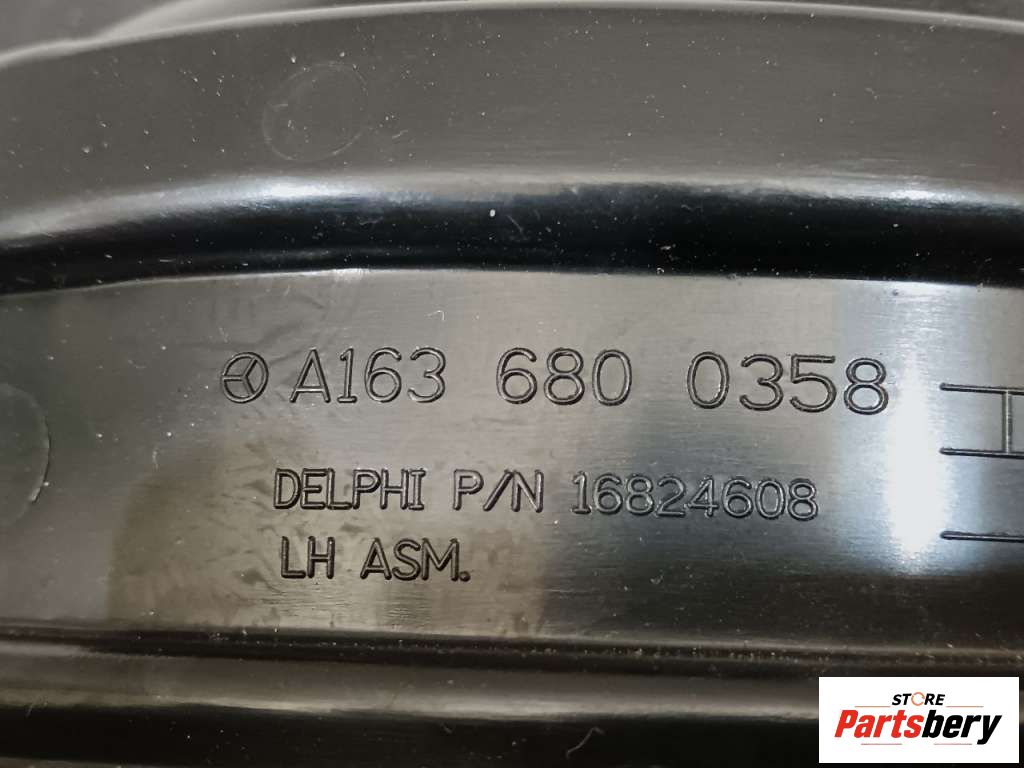 A163 680 0358
DELPHI P/N 16824608
LH ASM.
STORE
Partsbery